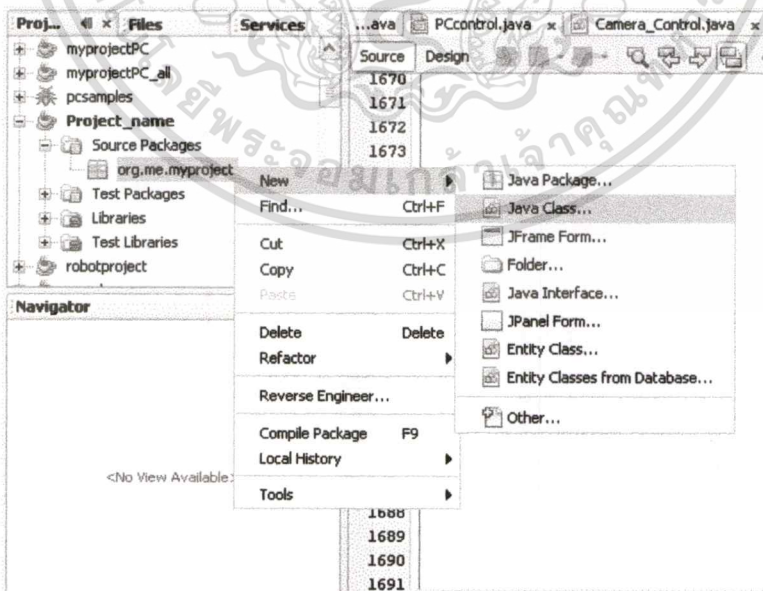 Proj... Files Services
myprojectPC
myprojectPC_all
pcsamples
Project_name
Source Packages
org.me.myproject
Test Packages
Libraries
Test Libraries
robotproject
Navigator
<No View Available>
...ava PCcontrol.java x Camera_Control.java x
Source Design
1670
1671
1672
1673
New
Find... Ctrl+F
Cut Ctrl+X
Copy Ctrl+C
Paste Ctrl+V
Delete Delete
Refactor
Reverse Engineer...
Compile Package F9
Local History
Tools
Java Package...
Java Class...
JFrame Form...
Folder...
Java Interface...
JPanel Form...
Entity Class...
Entity Classes from Database...
Other...
1688
1689
1690
1691